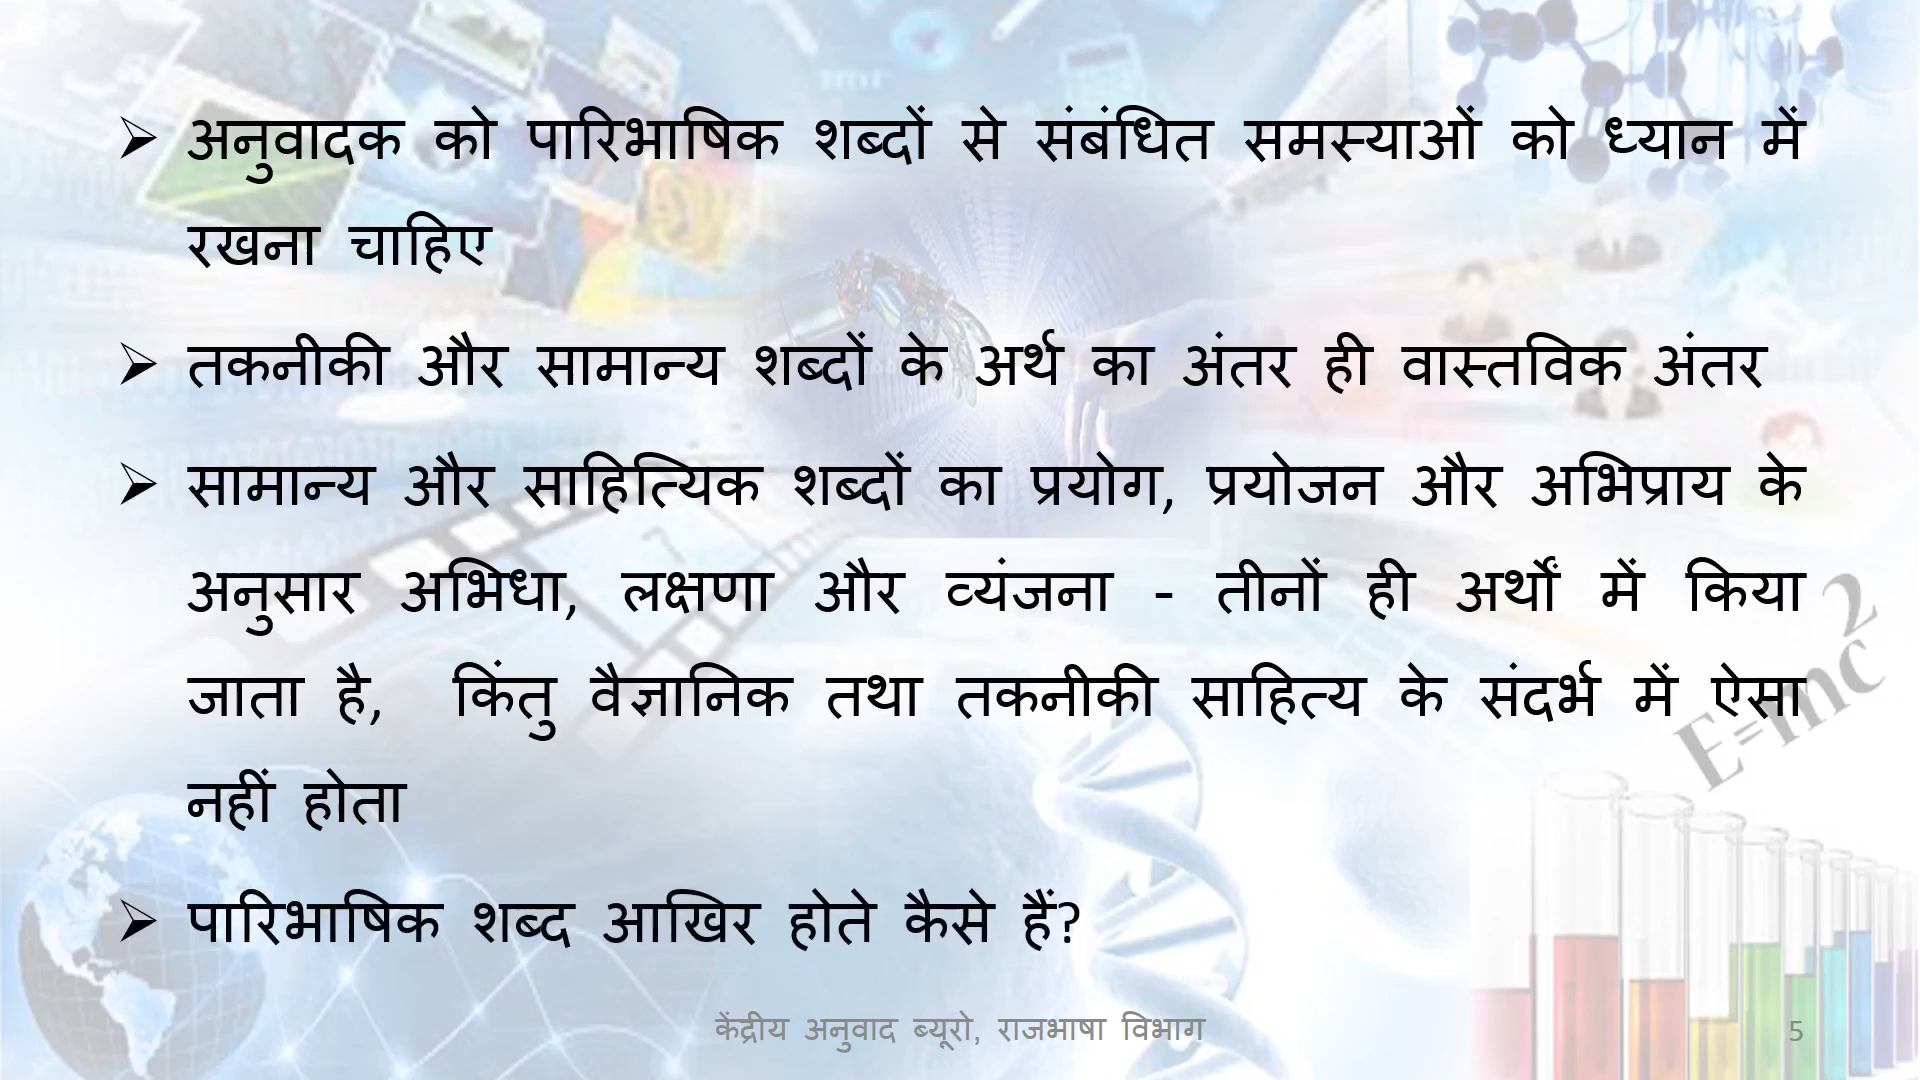 ➢ अनुवादक को पारिभाषिक शब्दों से संबंधित समस्याओं को ध्यान में
रखना चाहिए
➢ तकनीकी और सामान्य शब्दों के अर्थ का अंतर ही वास्तविक अंतर
➢ सामान्य और साहित्यिक शब्दों का प्रयोग, प्रयोजन और अभिप्राय के
अनुसार अभिधा, लक्षणा और व्यंजना - तीनों ही अर्थों में किया
जाता है, किंतु वैज्ञानिक तथा तकनीकी साहित्य के संदर्भ में ऐसा
नहीं होता
➢ पारिभाषिक शब्द आखिर होते कैसे हैं?
E=mc2
केंद्रीय अनुवाद ब्यूरो, राजभाषा विभाग
5